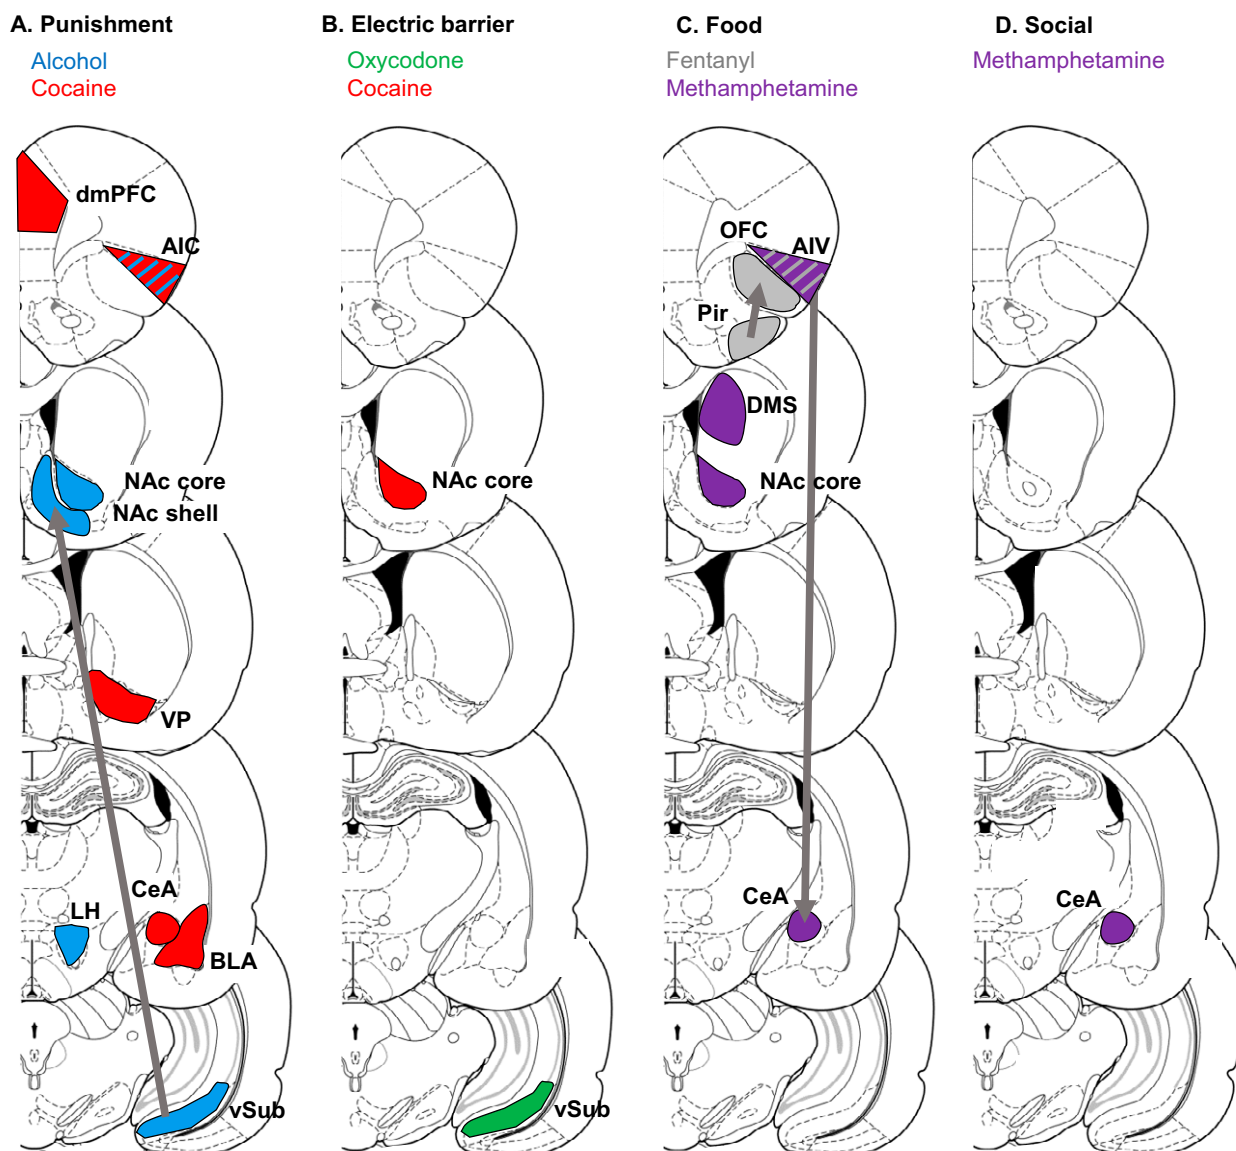 A. Punishment
Alcohol
Cocaine
dmPFC
AIC
NAc core
NAc shell
VP
CeA
LH
BLA
vSub
B. Electric barrier
Oxycodone
Cocaine
NAc core
vSub
C. Food
Fentanyl
Methamphetamine
OFC
AIV
Pir
DMS
NAc core
CeA
D. Social
Methamphetamine
CeA